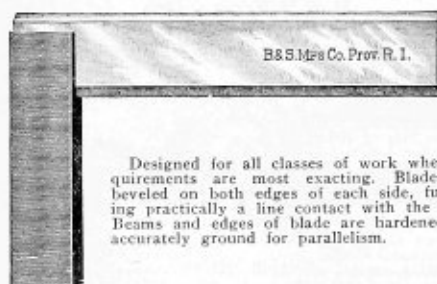 B.&S. MFG Co. Prov. R. I.
Designed for all classes of work whe
quirements are most exacting. Blade
beveled on both edges of each side, fu
ing practically a line contact with the
Beams and edges of blade are hardene
accurately ground for parallelism.